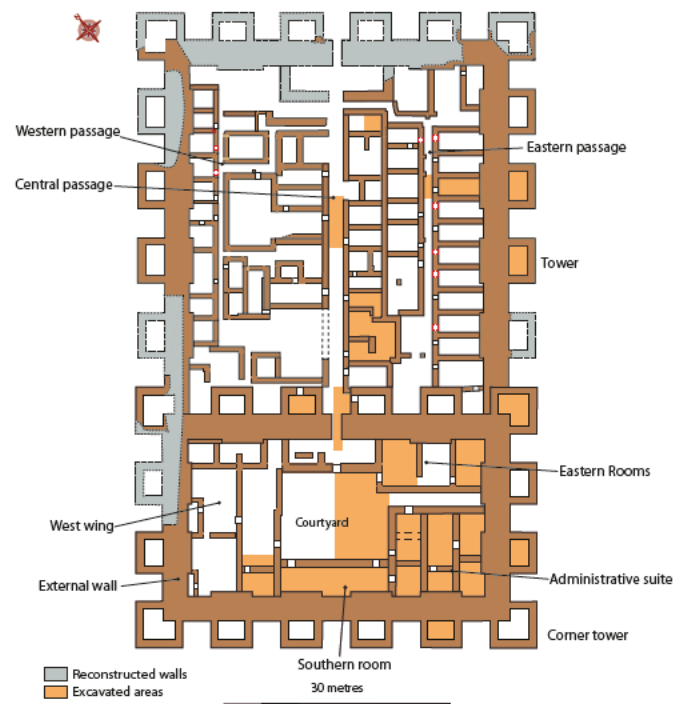 Western passage
Central passage
Eastern passage
Tower
Eastern Rooms
West wing
Courtyard
External wall
Administrative suite
Corner tower
Southern room
Reconstructed walls
Excavated areas
30 metres